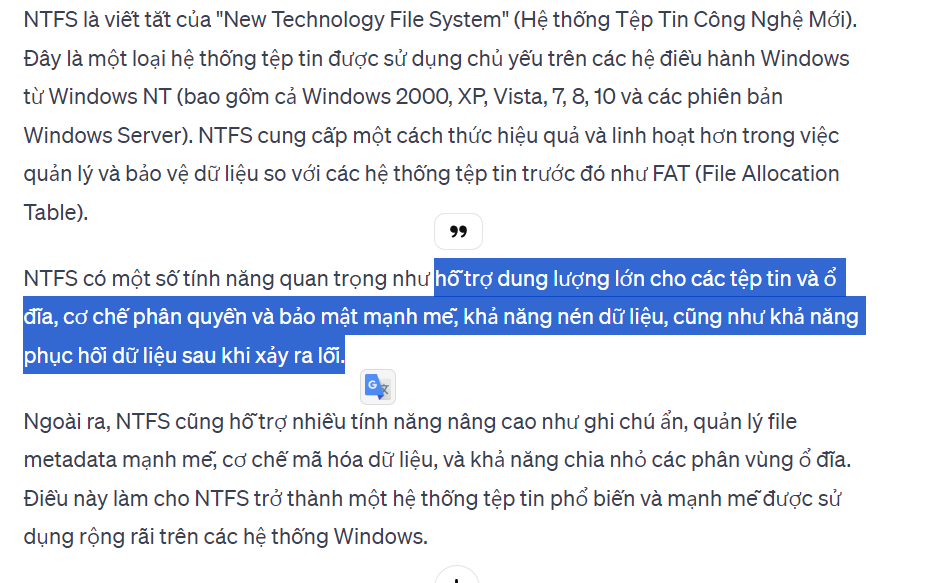 NTFS là viết tắt của "New Technology File System" (Hệ thống Tệp Tin Công Nghệ Mới).
Đây là một loại hệ thống tệp tin được sử dụng chủ yếu trên các hệ điều hành Windows
từ Windows NT (bao gồm cả Windows 2000, XP, Vista, 7, 8, 10 và các phiên bản
Windows Server). NTFS cung cấp một cách thức hiệu quả và linh hoạt hơn trong việc
quản lý và bảo vệ dữ liệu so với các hệ thống tệp tin trước đó như FAT (File Allocation
Table).
NTFS có một số tính năng quan trọng như hỗ trợ dung lượng lớn cho các tệp tin và ổ
đĩa, cơ chế phân quyền và bảo mật mạnh mẽ, khả năng nén dữ liệu, cũng như khả năng
phục hồi dữ liệu sau khi xảy ra lỗi.
Ngoài ra, NTFS cũng hỗ trợ nhiều tính năng nâng cao như ghi chú ẩn, quản lý file
metadata mạnh mẽ, cơ chế mã hóa dữ liệu, và khả năng chia nhỏ các phân vùng ổ đĩa.
Điều này làm cho NTFS trở thành một hệ thống tệp tin phổ biến và mạnh mẽ được sử
dụng rộng rãi trên các hệ thống Windows.